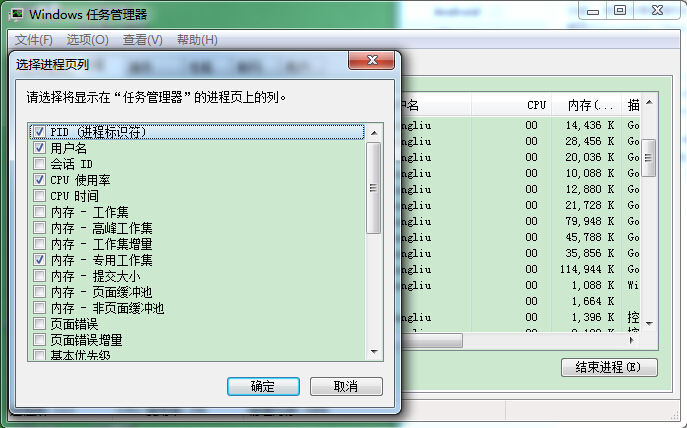 Windows 任务管理器
文件(F) 选项(O) 查看(V) 帮助(H)
选择进程页列
请选择将显示在“任务管理器”的进程页上的列。
PID (进程标识符)
用户名
会话 ID
CPU 使用率
CPU 时间
内存 - 工作集
内存 - 高峰工作集
内存 - 工作集增量
内存 - 专用工作集
内存 - 提交大小
内存 - 页面缓冲池
内存 - 非页面缓冲池
页面错误
页面错误增量
基本优先级
确定 取消
户名 CPU 内存(... 描
ngliu 00 14,436 K Go
ngliu 00 28,456 K Go
ngliu 00 20,036 K Go
ngliu 00 10,088 K Go
ngliu 00 12,880 K Go
ngliu 00 21,728 K Go
ngliu 00 79,948 K Go
ngliu 00 45,788 K Go
ngliu 00 35,856 K Go
ngliu 00 114,944 K Go
ngliu 00 1,088 K Wi
00 1,664 K
ngliu 00 1,396 K 控
结束进程(E)